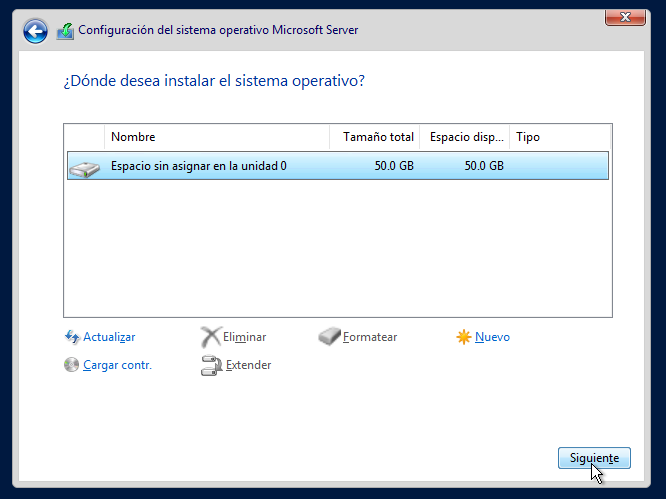 Configuración del sistema operativo Microsoft Server
¿Dónde desea instalar el sistema operativo?
Nombre Tamaño total Espacio disp... Tipo
Espacio sin asignar en la unidad 0 50.0 GB 50.0 GB
Actualizar Eliminar Formatear Nuevo
Cargar contr. Extender
Siguiente